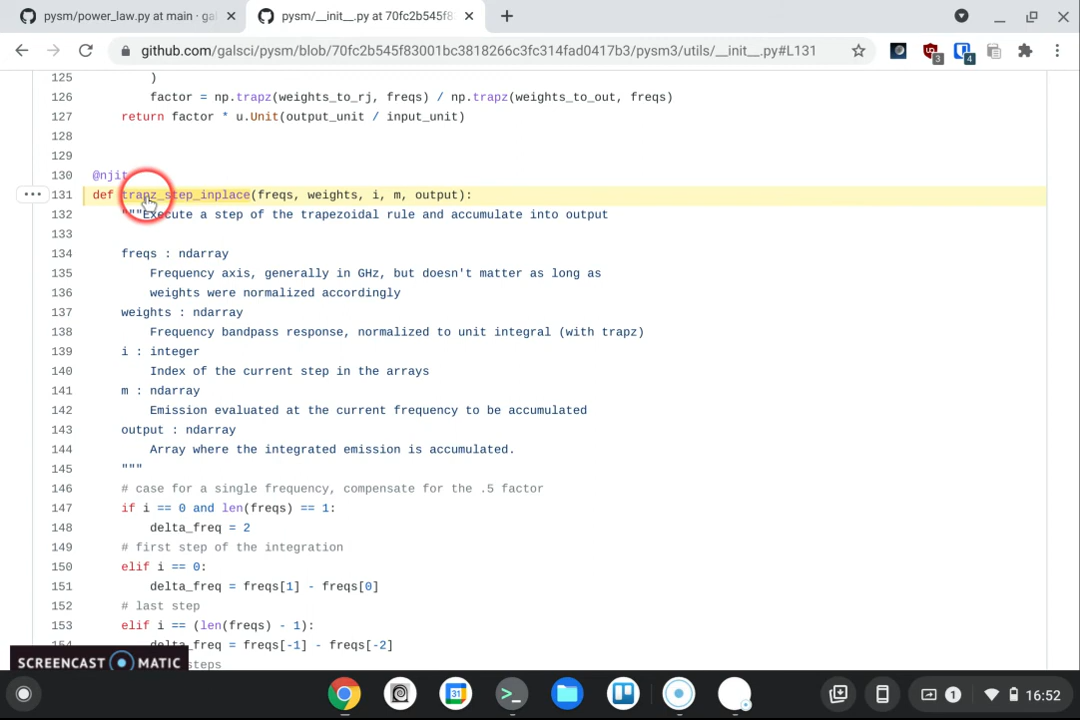 pysm/power_law.py at main · gal
pysm/__init__.py at 70fc2b545f8
github.com/galsci/pysm/blob/70fc2b545f83001bc3818266c3fc314fad0417b3/pysm3/utils/__init__.py#L131
3
4
125 )
126 factor = np.trapz(weights_to_rj, freqs) / np.trapz(weights_to_out, freqs)
127 return factor * u.Unit(output_unit / input_unit)
128
129
130 @njit
131 def trapz_step_inplace(freqs, weights, i, m, output):
132 """Execute a step of the trapezoidal rule and accumulate into output
133
134 freqs : ndarray
135 Frequency axis, generally in GHz, but doesn't matter as long as
136 weights were normalized accordingly
137 weights : ndarray
138 Frequency bandpass response, normalized to unit integral (with trapz)
139 i : integer
140 Index of the current step in the arrays
141 m : ndarray
142 Emission evaluated at the current frequency to be accumulated
143 output : ndarray
144 Array where the integrated emission is accumulated.
145 """
146 # case for a single frequency, compensate for the .5 factor
147 if i == 0 and len(freqs) == 1:
148 delta_freq = 2
149 # first step of the integration
150 elif i == 0:
151 delta_freq = freqs[1] - freqs[0]
152 # last step
153 elif i == (len(freqs) - 1):
154 delta_freq = freqs[-1] - freqs[-2]
steps
SCREENCAST MATIC
31
1
16:52